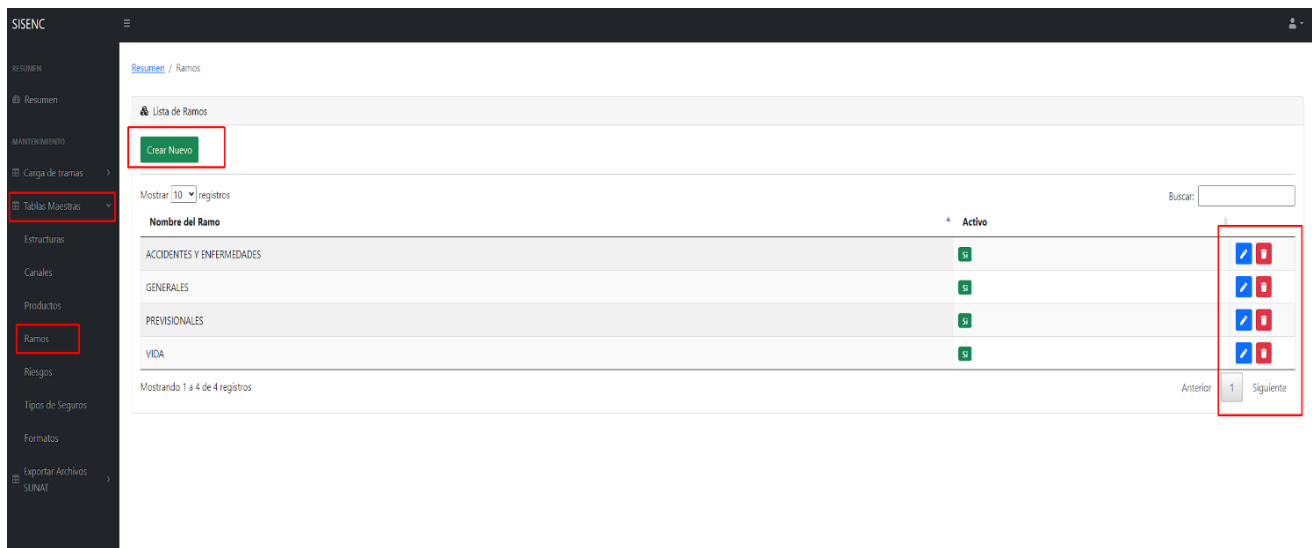 SISENC
RESUMEN
Resumen
MANTENIMIENTO
Carga de tramas
Tablas Maestras
Estructuras
Canales
Productos
Ramos
Riesgos
Tipos de Seguros
Formatos
Exportar Archivos
SUNAT
Resumen / Ramos
Lista de Ramos
Crear Nuevo
Mostrar 10 registros
Buscar:
Nombre del Ramo Activo
ACCIDENTES Y ENFERMEDADES Si
GENERALES Si
PREVISIONALES Si
VIDA Si
Mostrando 1 a 4 de 4 registros
Anterior 1 Siguiente